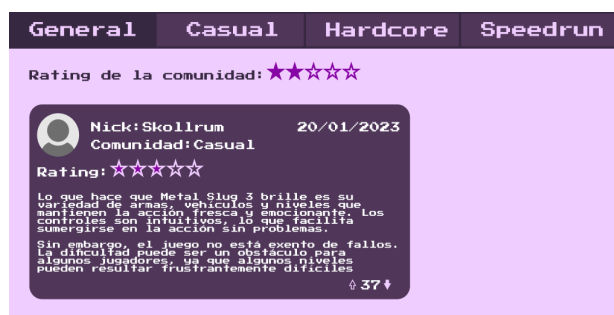 General Casual Hardcore Speedrun
Rating de la comunidad:
Nick:Skollrum 20/01/2023
Comunidad:Casual
Rating:
Lo que hace que Metal Slug 3 brille es su
variedad de armas, vehículos y niveles que
mantienen la acción fresca y emocionante. Los
controles son intuitivos, lo que facilita
sumergirse en la acción sin problemas.
Sin embargo, el juego no está exento de fallos.
La dificultad puede ser un obstáculo para
algunos jugadores, ya que algunos niveles
pueden resultar frustrantemente difíciles
37